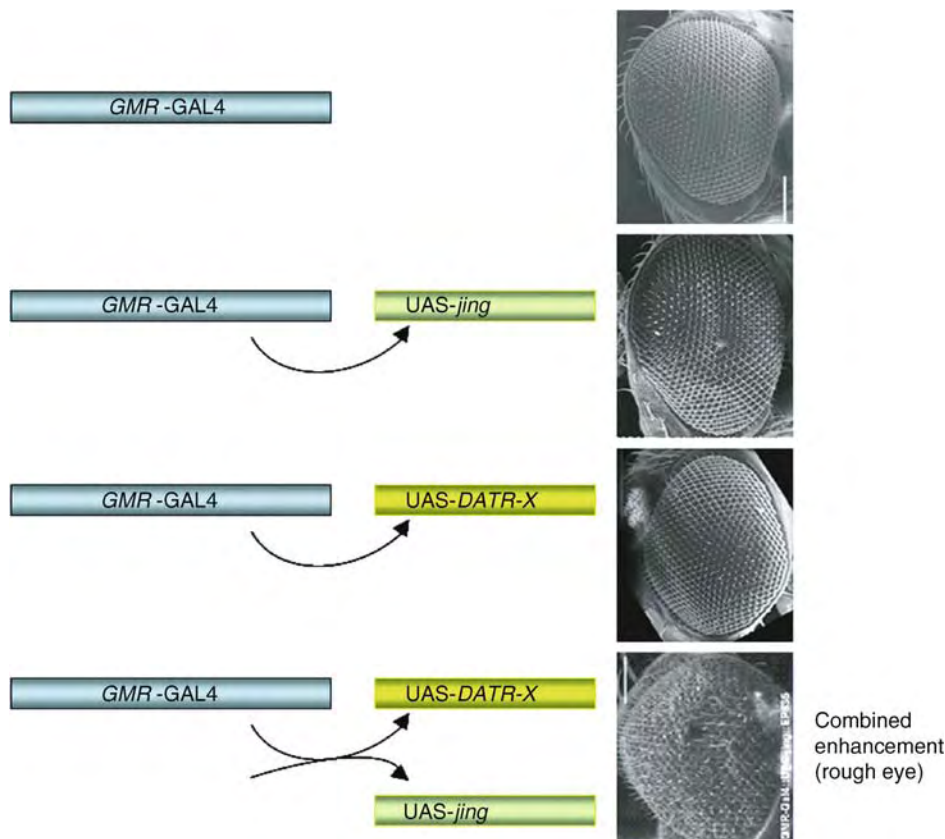 GMR-GAL4
GMR-GAL4
UAS-jing
GMR-GAL4
UAS-DATR-X
GMR-GAL4
UAS-DATR-X
UAS-jing
Combined
enhancement
(rough eye)